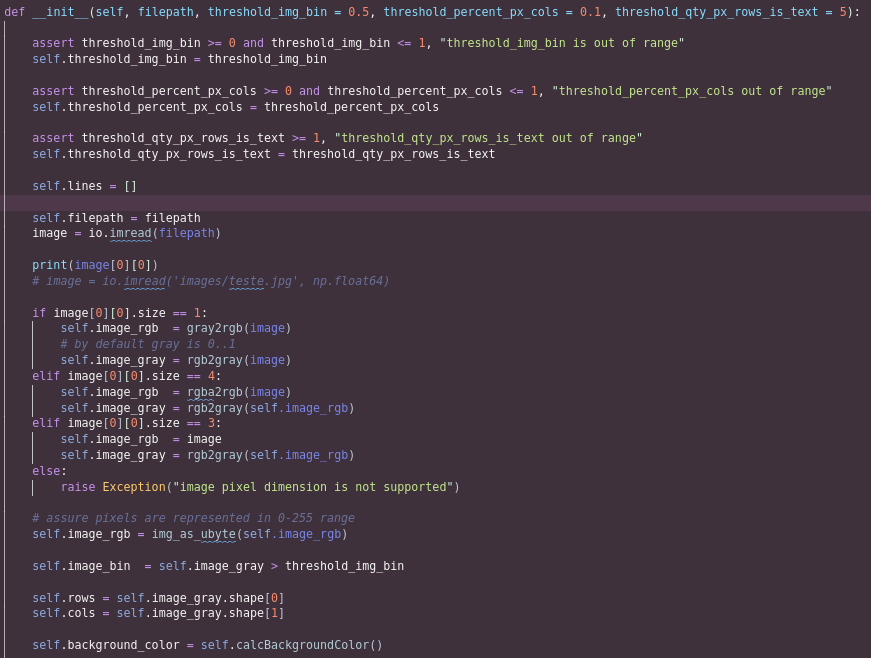 def __init__(self, filepath, threshold_img_bin = 0.5, threshold_percent_px_cols = 0.1, threshold_qty_px_rows_is_text = 5):
    assert threshold_img_bin >= 0 and threshold_img_bin <= 1, "threshold_img_bin is out of range"
    self.threshold_img_bin = threshold_img_bin
    assert threshold_percent_px_cols >= 0 and threshold_percent_px_cols <= 1, "threshold_percent_px_cols out of range"
    self.threshold_percent_px_cols = threshold_percent_px_cols
    assert threshold_qty_px_rows_is_text >= 1, "threshold_qty_px_rows_is_text out of range"
    self.threshold_qty_px_rows_is_text = threshold_qty_px_rows_is_text
    self.lines = []
    self.filepath = filepath
    image = io.imread(filepath)
    print(image[0][0])
    # image = io.imread('images/teste.jpg', np.float64)
    if image[0][0].size == 1:
        self.image_rgb  = gray2rgb(image)
        # by default gray is 0..1
        self.image_gray = rgb2gray(image)
    elif image[0][0].size == 4:
        self.image_rgb  = rgba2rgb(image)
        self.image_gray = rgb2gray(self.image_rgb)
    elif image[0][0].size == 3:
        self.image_rgb  = image
        self.image_gray = rgb2gray(self.image_rgb)
    else:
        raise Exception("image pixel dimension is not supported")
    # assure pixels are represented in 0-255 range
    self.image_rgb = img_as_ubyte(self.image_rgb)
    self.image_bin  = self.image_gray > threshold_img_bin
    self.rows = self.image_gray.shape[0]
    self.cols = self.image_gray.shape[1]
    self.background_color = self.calcBackgroundColor()